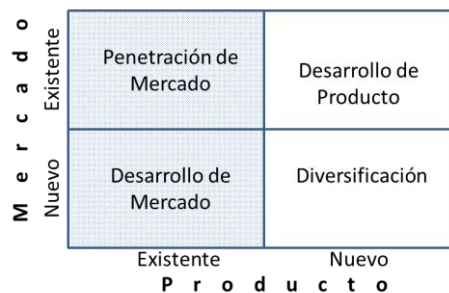 Mercado
Existente
Nuevo
Penetración de
Mercado
Desarrollo de
Producto
Desarrollo de
Mercado
Diversificación
Existente
Nuevo
Producto